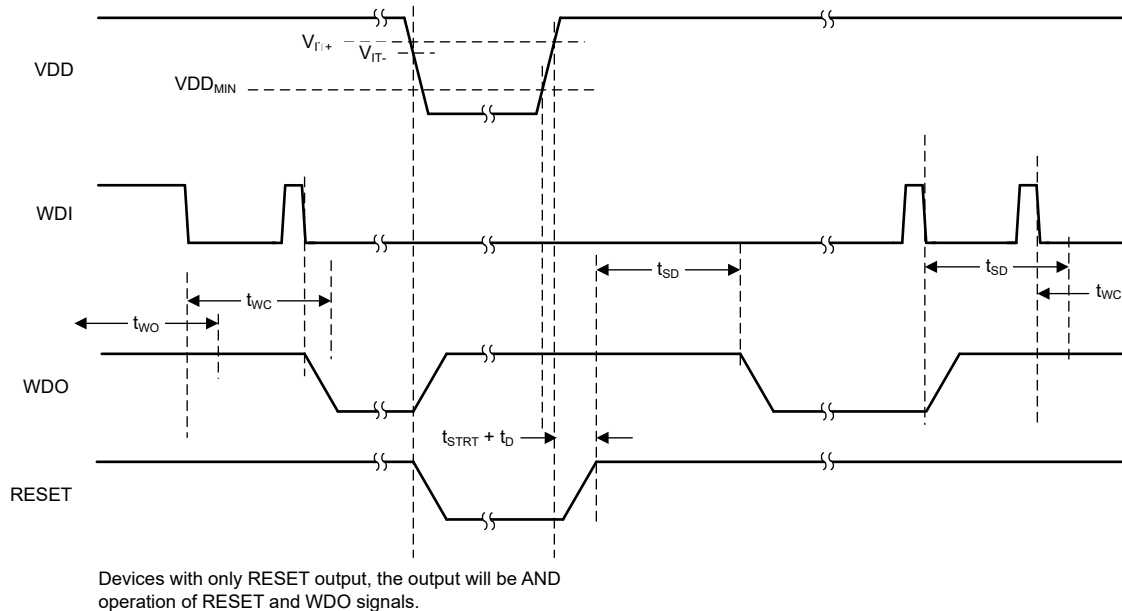 V_IT+
V_IT-
VDD
VDD_MIN
WDI
t_SD
t_SD
t_WC
t_WC
t_WO
WDO
t_STRT + t_D
RESET
Devices with only RESET output, the output will be AND
operation of RESET and WDO signals.